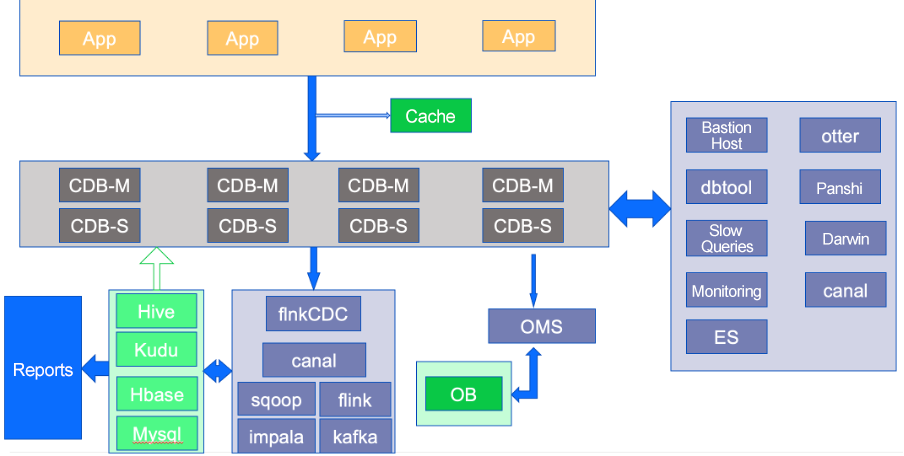 App App App App
Cache
CDB-M CDB-M CDB-M CDB-M
CDB-S CDB-S CDB-S CDB-S
Bastion
Host
otter
dbtool
Panshi
Slow
Queries
Darwin
Monitoring
canal
ES
Reports
Hive
Kudu
Hbase
Mysql
flnkCDC
canal
sqoop flink
impala kafka
OMS
OB